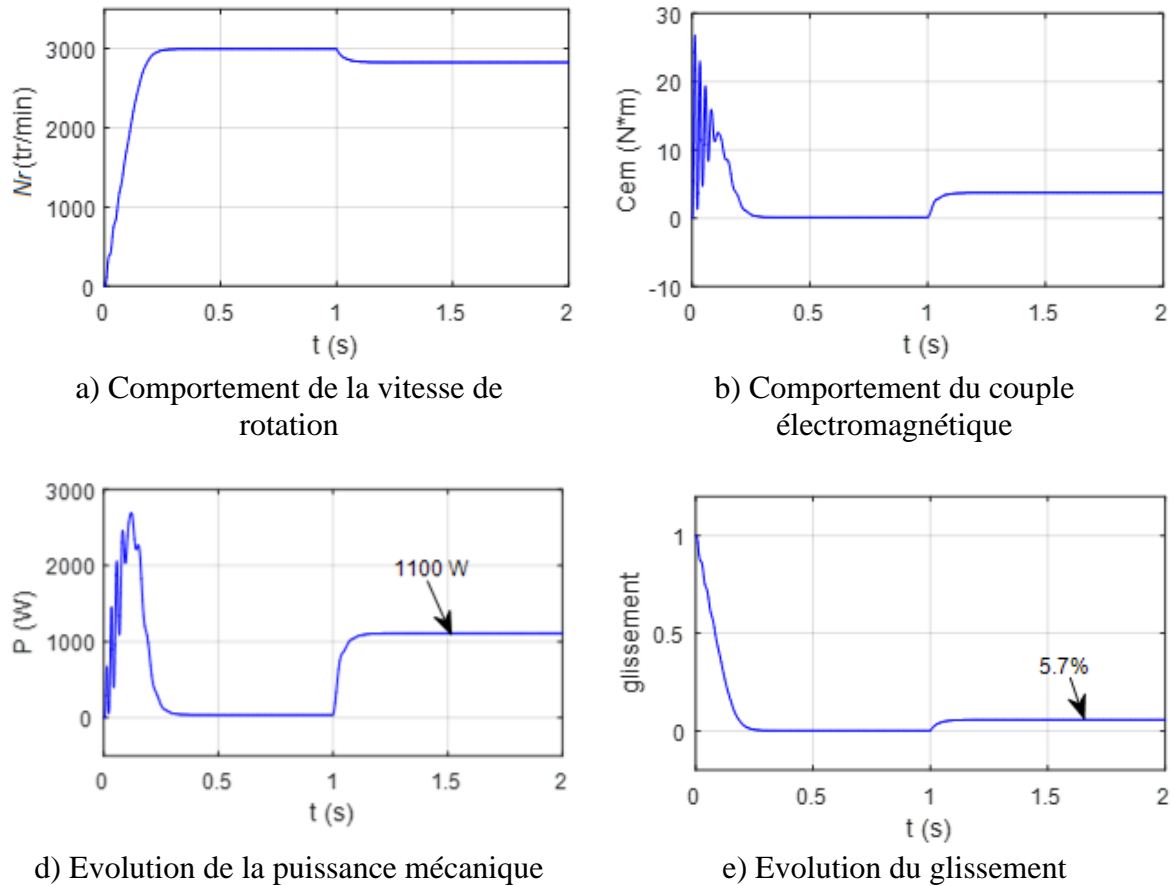 3000
2000
1000
0
Nr(tr/min)
0 0.5 1 1.5 2
t (s)
a) Comportement de la vitesse de
rotation
30
20
10
0
-10
Cem (N*m)
0 0.5 1 1.5 2
t (s)
b) Comportement du couple
électromagnétique
3000
2000
1000
0
P (W)
1100 W
0 0.5 1 1.5 2
t (s)
d) Evolution de la puissance mécanique
1
0.5
0
glissement
5.7%
0 0.5 1 1.5 2
t (s)
e) Evolution du glissement